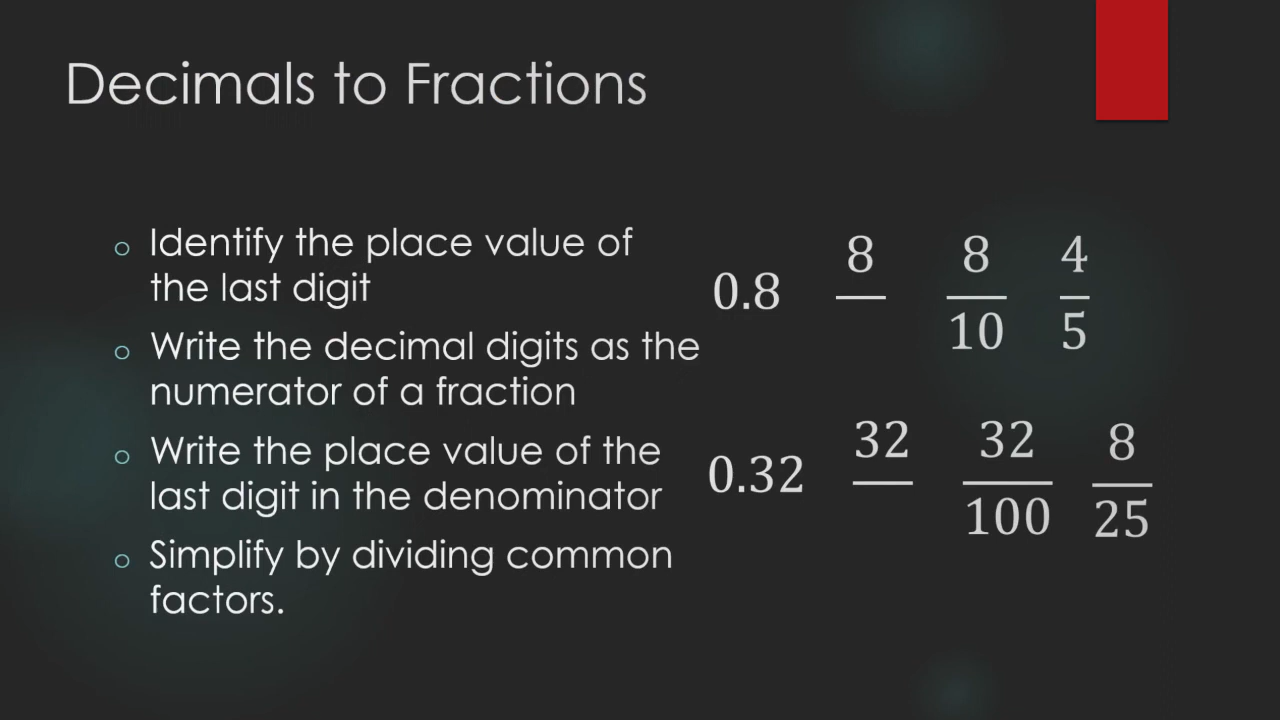 Decimals to Fractions
o Identify the place value of
the last digit
o Write the decimal digits as the
numerator of a fraction
o Write the place value of the
last digit in the denominator
o Simplify by dividing common
factors.
8 8 4
0.8
10 5
32 32 8
0.32
100 25